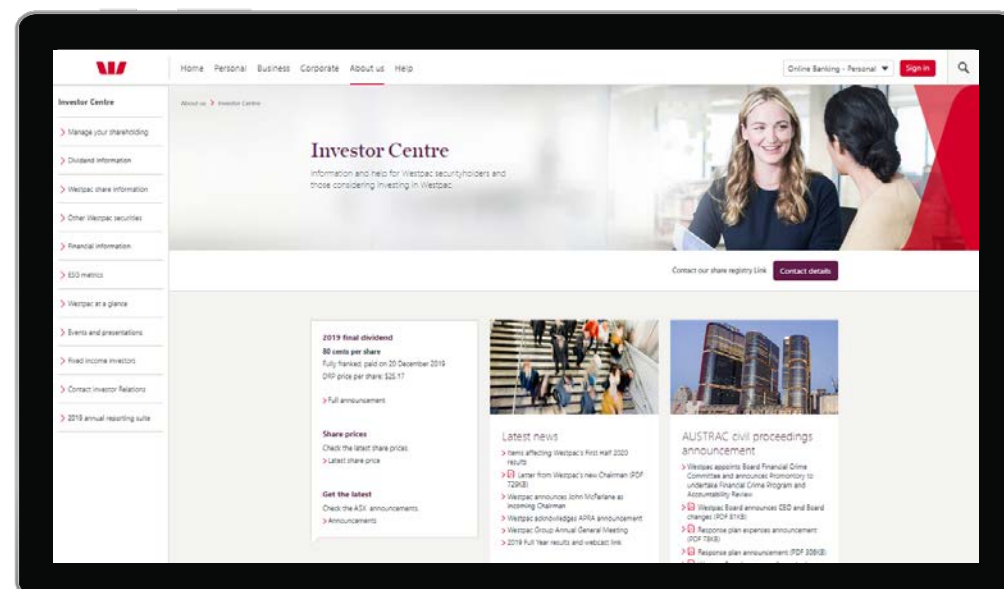 Home Personal Business Corporate About us Help
Online Banking - Personal
Sign in
Investor Centre
Manage your shareholding
Dividend information
Westpac share information
Other Westpac securities
Financial information
ESG metrics
Westpac at a glance
Events and presentations
Fixed income investors
Contact Investor Relations
2019 annual reporting suite
About us > Investor Centre
Investor Centre
Information and help for Westpac securityholders and
those considering investing in Westpac
Contact our share registry Link
Contact details
2019 final dividend
80 cents per share
Fully franked, paid on 20 December 2019
DRP price per share: $25.17
Full announcement
Share prices
Check the latest share prices
Latest share price
Get the latest
Check the ASX announcements
Announcements
Latest news
Items affecting Westpac's First Half 2020
results
Letter from Westpac's new Chairman (PDF
729KB)
Westpac announces John McFarlane as
incoming Chairman
Westpac acknowledges APRA announcement
Westpac Group Annual General Meeting
2019 Full Year results and webcast link
AUSTRAC civil proceedings
announcement
Westpac appoints Board Financial Crime
Committee and announces Promontory to
undertake Financial Crime Program and
Accountability Review
Westpac Board announces CEO and Board
changes (PDF 81KB)
Response plan expenses announcement
(PDF 78KB)
Response plan announcement (PDF 308KB)